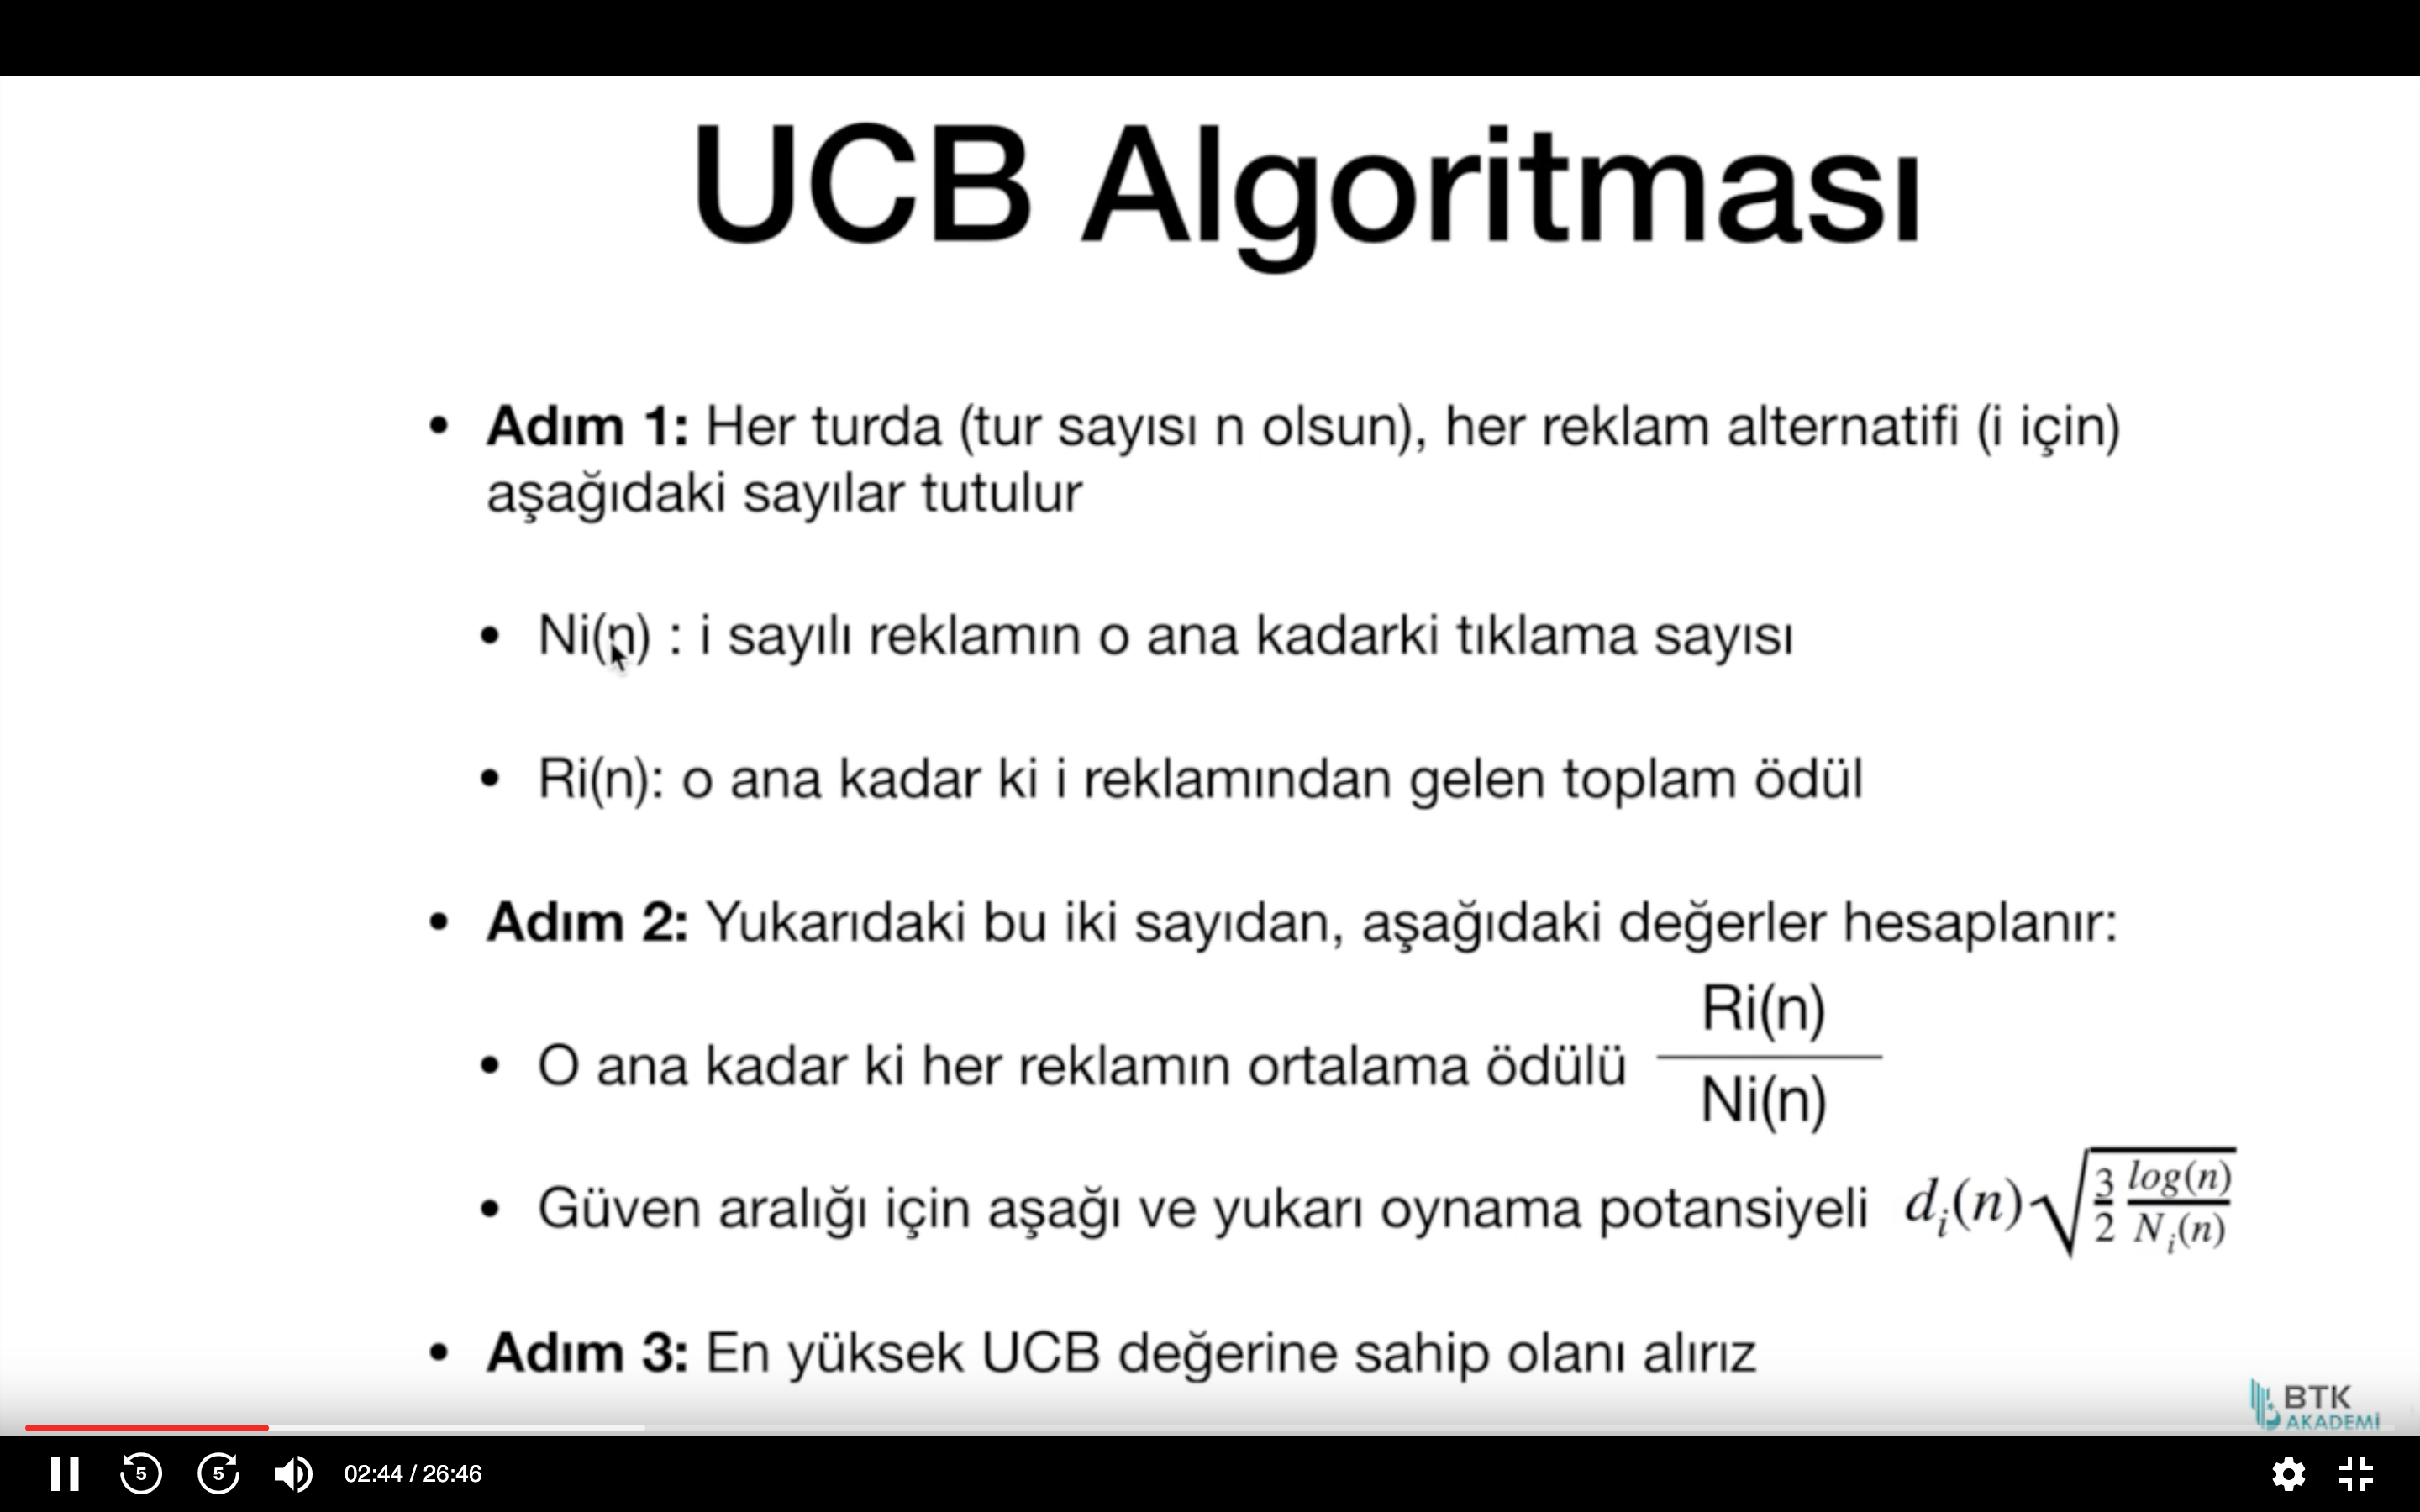 UCB Algoritması
• Adım 1: Her turda (tur sayısı n olsun), her reklam alternatifi (i için)
aşağıdaki sayılar tutulur
• Ni(n) : i sayılı reklamın o ana kadarki tıklama sayısı
• Ri(n): o ana kadar ki i reklamından gelen toplam ödül
• Adım 2: Yukarıdaki bu iki sayıdan, aşağıdaki değerler hesaplanır:
• O ana kadar ki her reklamın ortalama ödülü Ri(n) / Ni(n)
• Güven aralığı için aşağı ve yukarı oynama potansiyeli d_i(n)√(3/2 log(n)/N_i(n))
• Adım 3: En yüksek UCB değerine sahip olanı alırız
BTK
AKADEMİ
5 5 02:44 / 26:46